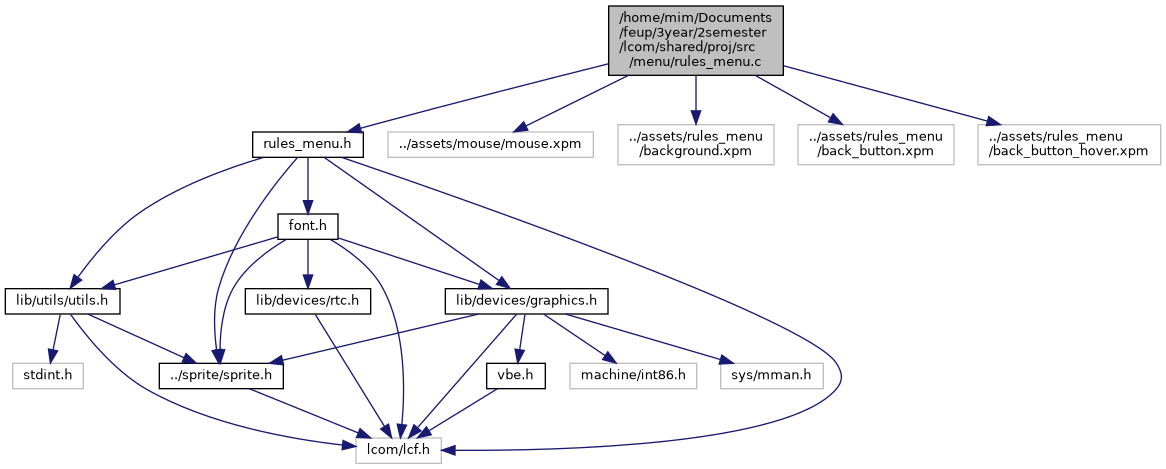 /home/mim/Documents
/feup/3year/2semester
/lcom/shared/proj/src
/menu/rules_menu.c
rules_menu.h
../assets/mouse/mouse.xpm
../assets/rules_menu
/background.xpm
../assets/rules_menu
/back_button.xpm
../assets/rules_menu
/back_button_hover.xpm
font.h
lib/utils/utils.h
lib/devices/rtc.h
lib/devices/graphics.h
stdint.h
../sprite/sprite.h
vbe.h
machine/int86.h
sys/mman.h
lcom/lcf.h